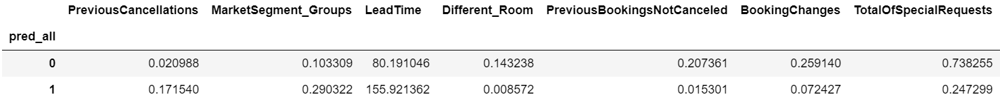 PreviousCancellations MarketSegment_Groups LeadTime Different_Room PreviousBookingsNotCanceled BookingChanges TotalOfSpecialRequests
pred_all
0 0.020988 0.103309 80.191046 0.143238 0.207361 0.259140 0.738255
1 0.171540 0.290322 155.921362 0.008572 0.015301 0.072427 0.247299